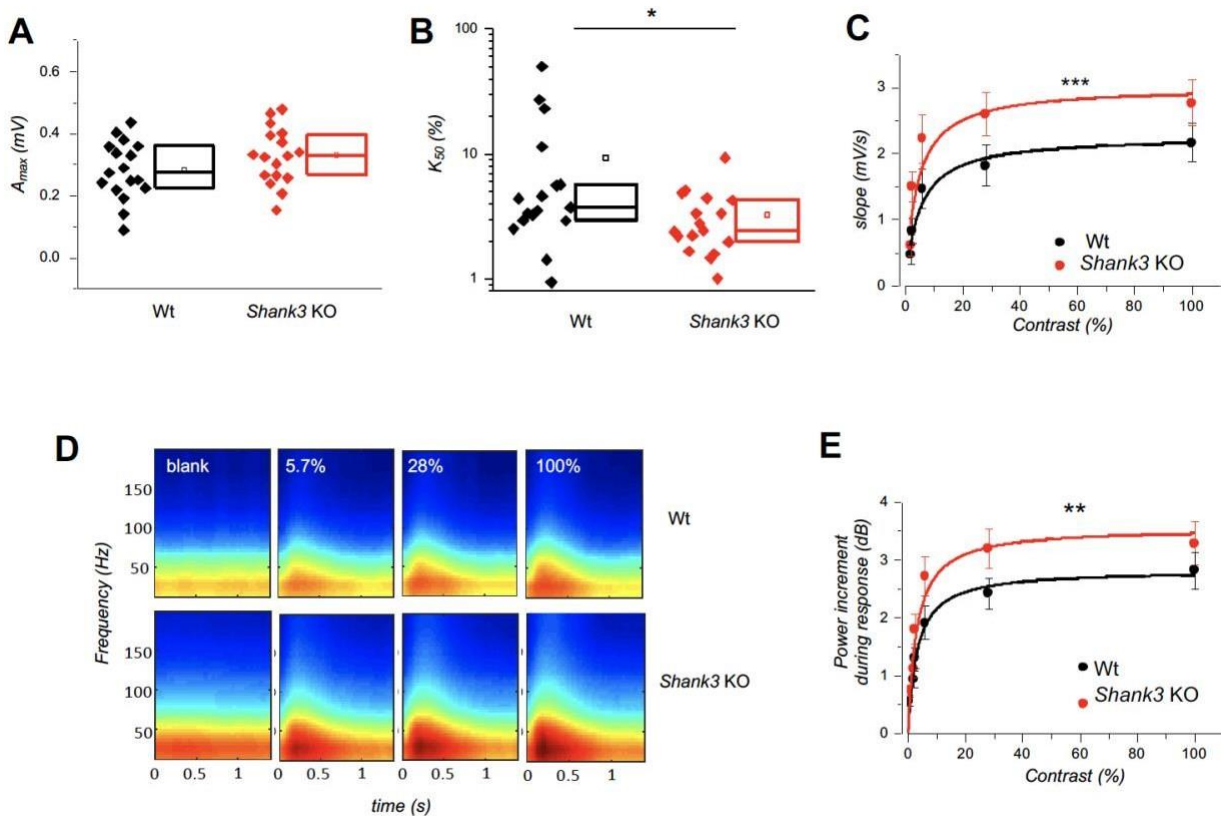 A
0.6
0.4
0.2
0.0
Amax (mV)
Wt
Shank3 KO
B
*
100
10
1
K50 (%)
Wt
Shank3 KO
C
***
3
2
1
0
slope (mV/s)
Wt
Shank3 KO
0 20 40 60 80 100
Contrast (%)
D
blank 5.7% 28% 100%
150
100
50
Wt
Frequency (Hz)
150
100
50
Shank3 KO
0 0.5 1 0 0.5 1 0 0.5 1 0 0.5 1
time (s)
E
**
4
3
2
1
0
Power increment
during response (dB)
Wt
Shank3 KO
0 20 40 60 80 100
Contrast (%)